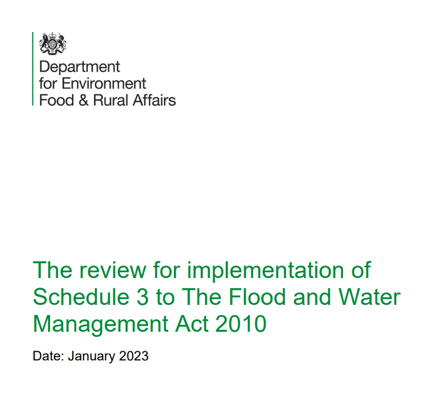 Department
for Environment
Food & Rural Affairs
The review for implementation of
Schedule 3 to The Flood and Water
Management Act 2010
Date: January 2023